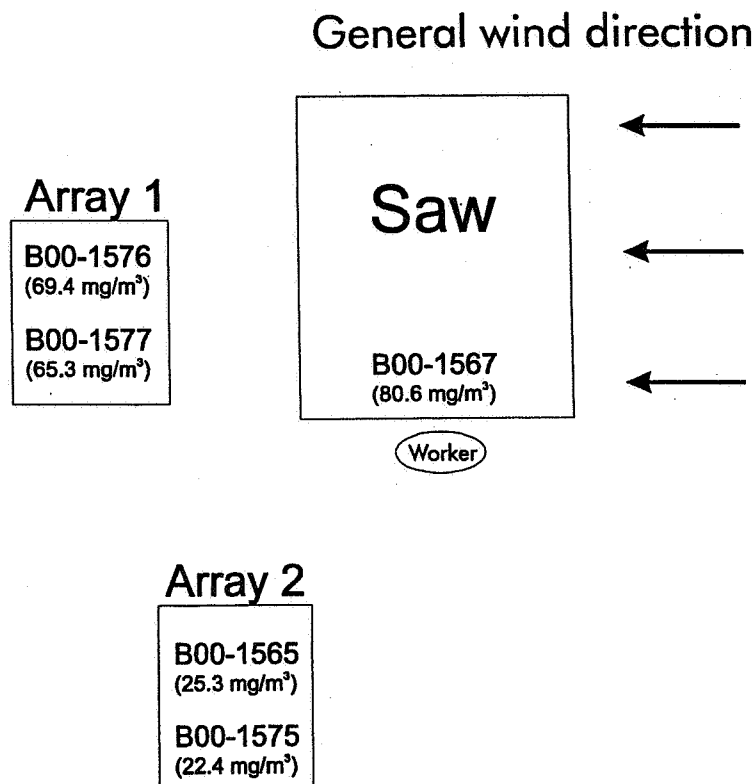 General wind direction
Saw
Array 1
B00-1576
(69.4 mg/m³)
B00-1577
(65.3 mg/m³)
B00-1567
(80.6 mg/m³)
Worker
Array 2
B00-1565
(25.3 mg/m³)
B00-1575
(22.4 mg/m³)